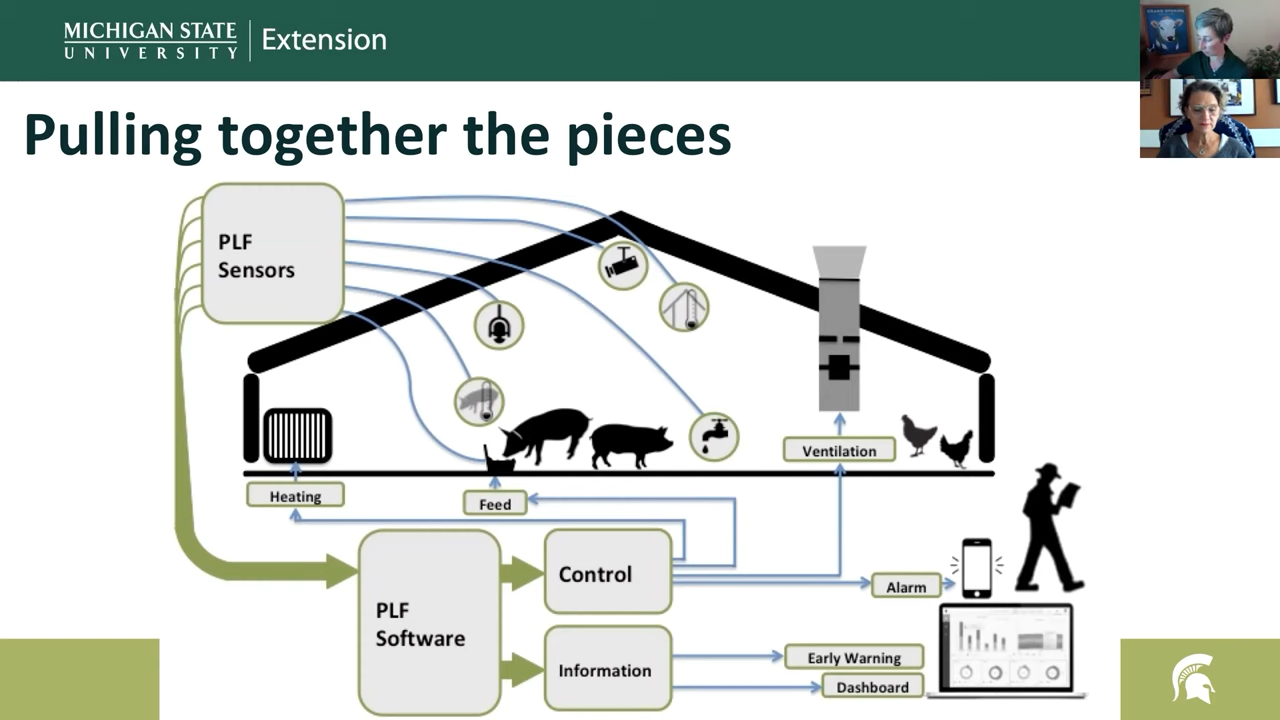 MICHIGAN STATE
UNIVERSITY
Extension
Pulling together the pieces
PLF
Sensors
Ventilation
Heating
Feed
PLF
Software
Control
Alarm
Information
Early Warning
Dashboard